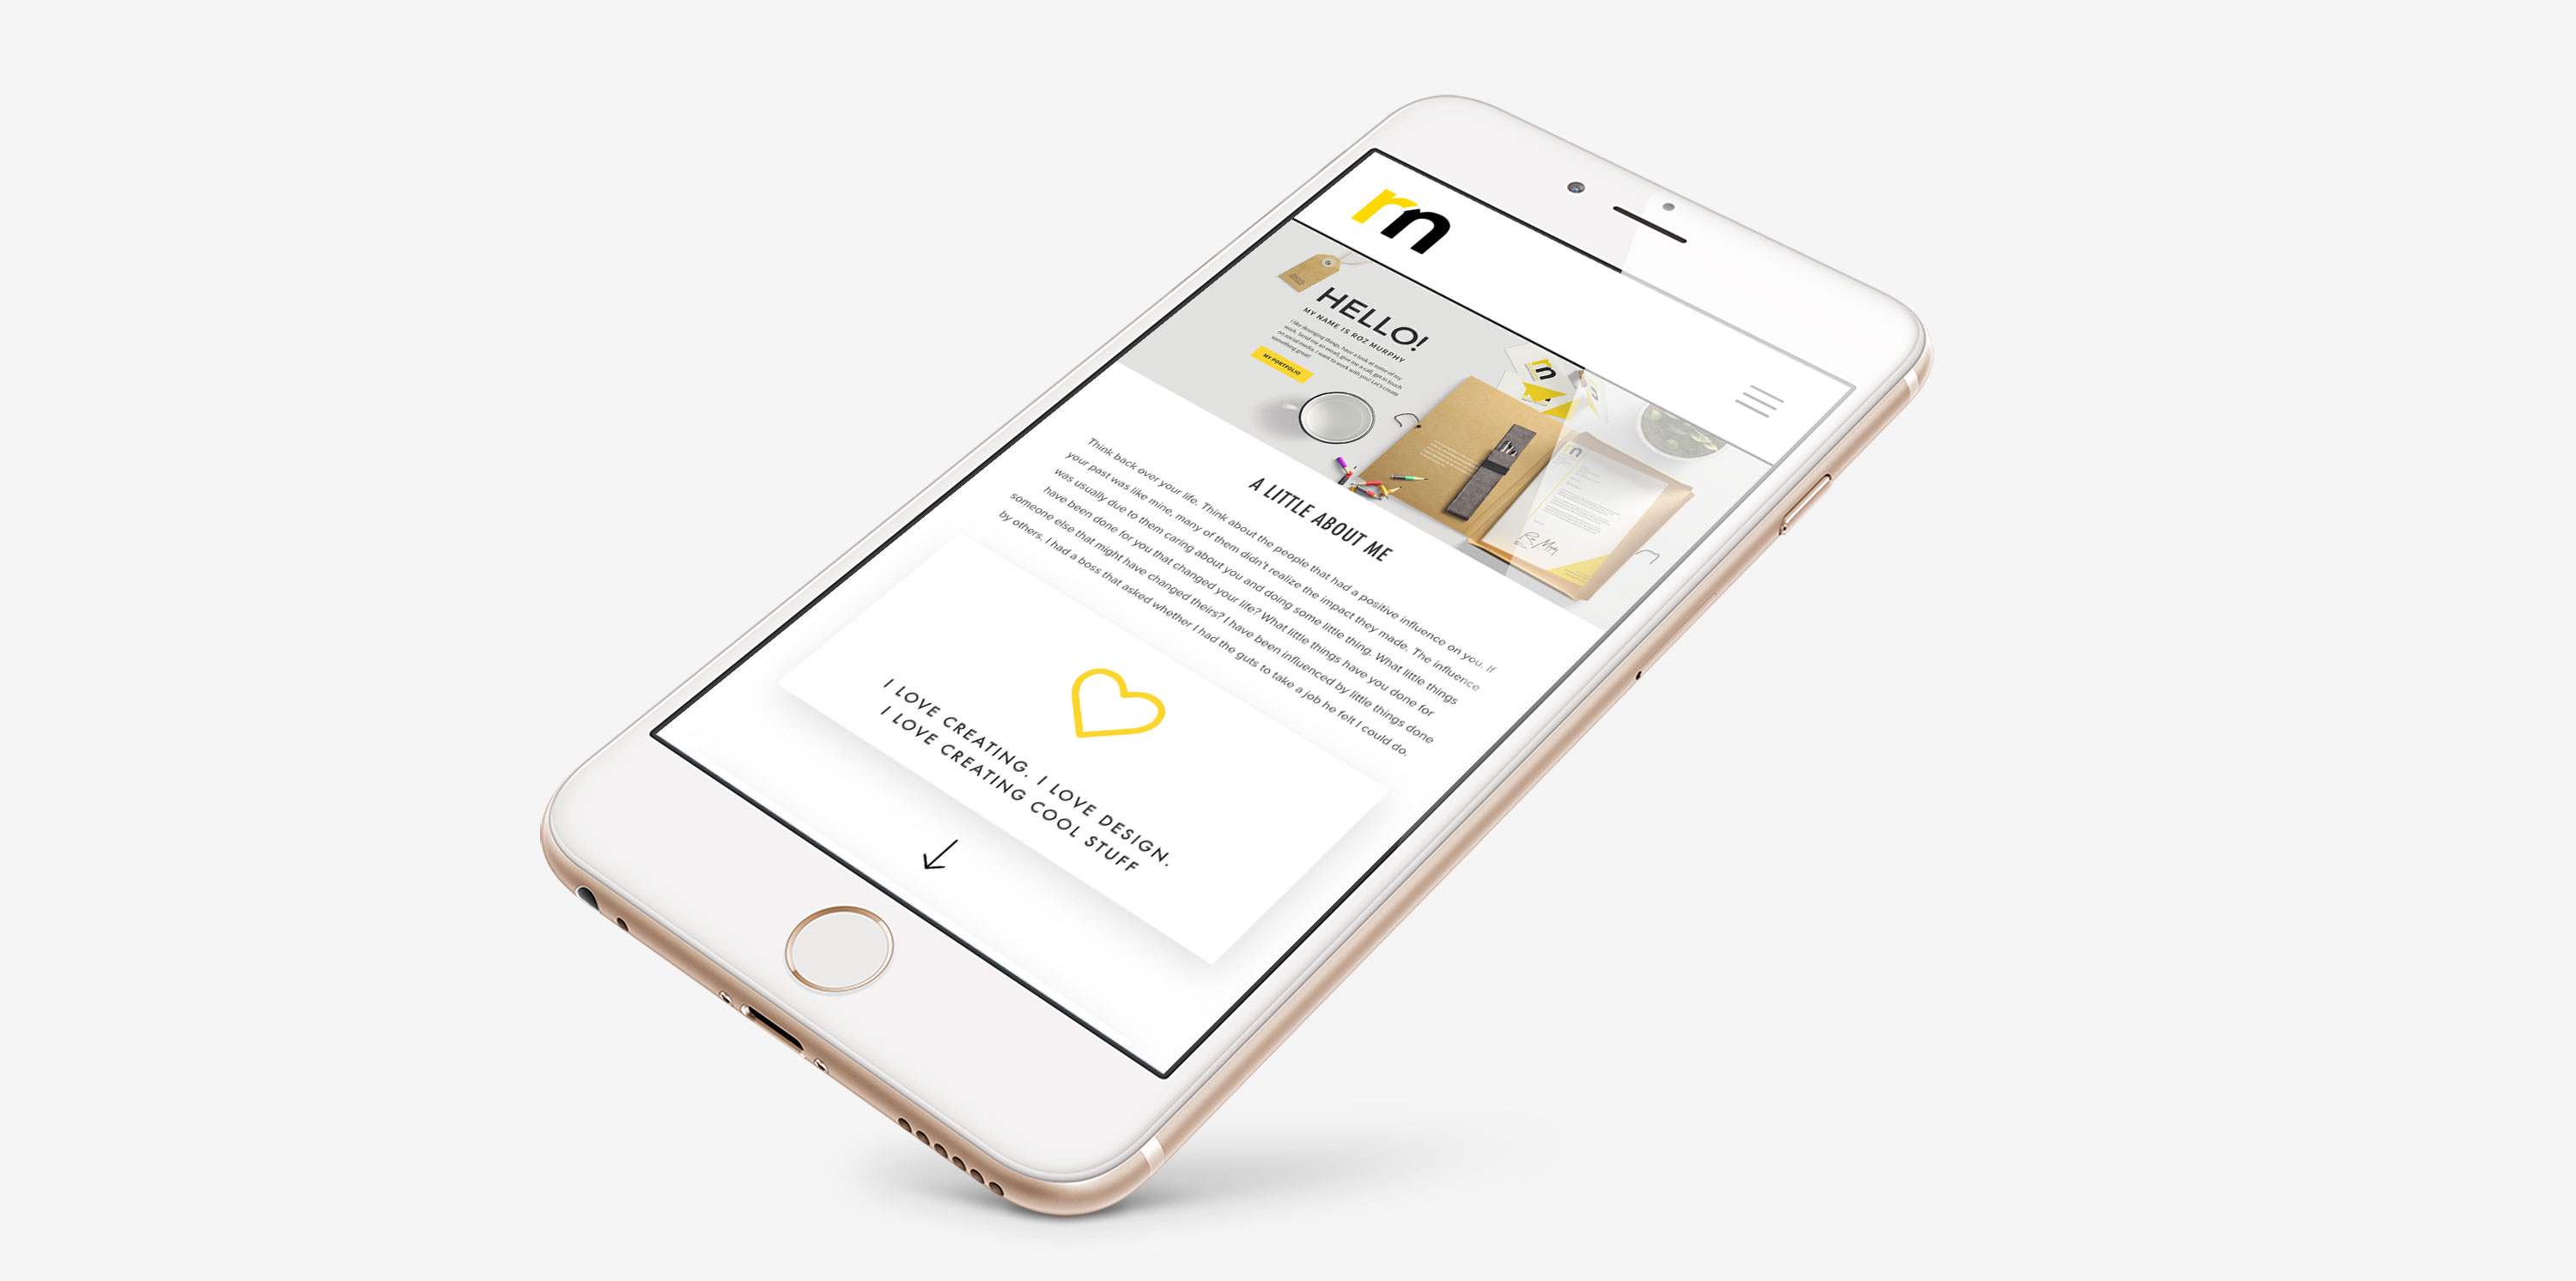 rm
HELLO!
MY NAME IS ROZ MURPHY
I like designing things, have a look at some of my
work. Send me an email, give me a call, get in touch
on social media. I want to work with you! Let's create
something great!
MY PORTFOLIO
A LITTLE ABOUT ME
Think back over your life. Think about the people that had a positive influence on you. If
your past was like mine, many of them didn't realize the impact they made. The influence
was usually due to them caring about you and doing some little thing. What little things
have been done for you that changed your life? What little things have you done for
someone else that might have changed theirs? I have been influenced by little things done
by others. I had a boss that asked whether I had the guts to take a job he felt I could do.
I LOVE CREATING. I LOVE DESIGN.
I LOVE CREATING COOL STUFF